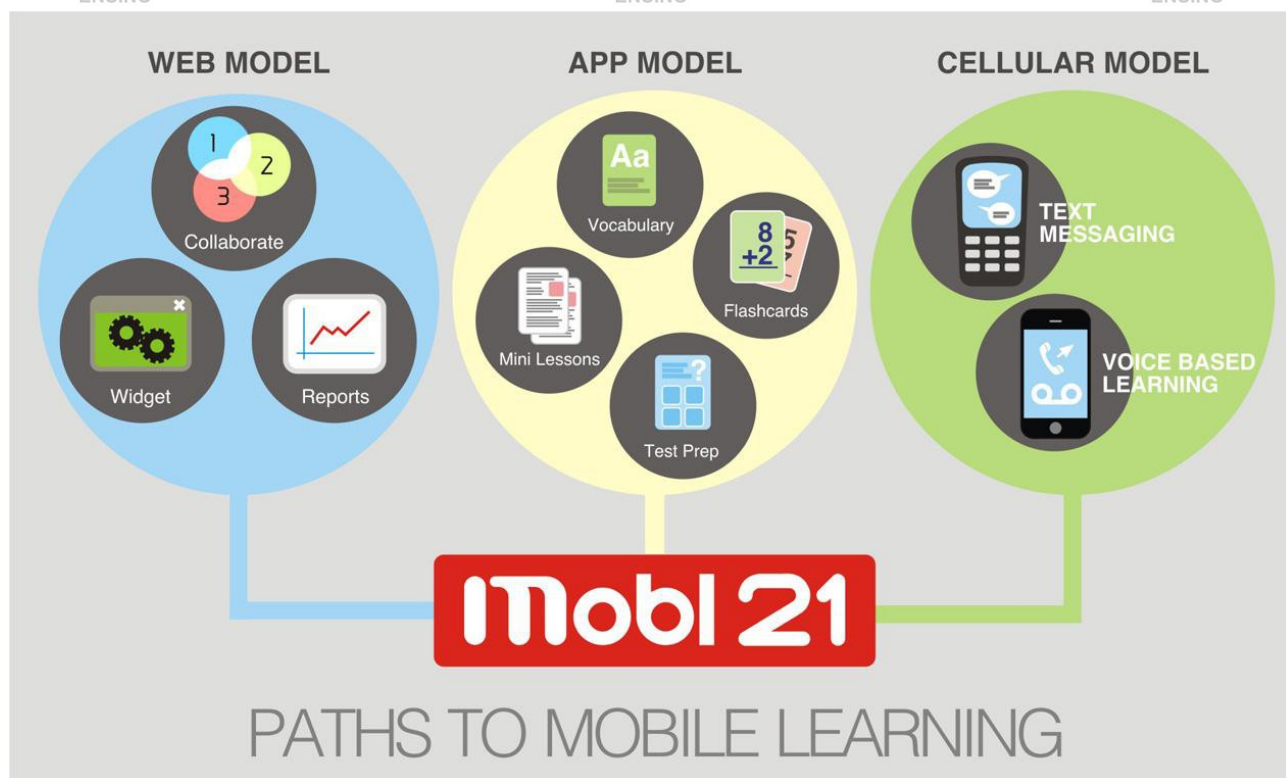 WEB MODEL
APP MODEL
CELLULAR MODEL
1
2
3
Collaborate
Widget
Reports
Aa
Vocabulary
8
+2
5
Flashcards
Mini Lessons
?
Test Prep
TEXT
MESSAGING
VOICE BASED
LEARNING
Mobl 21
PATHS TO MOBILE LEARNING